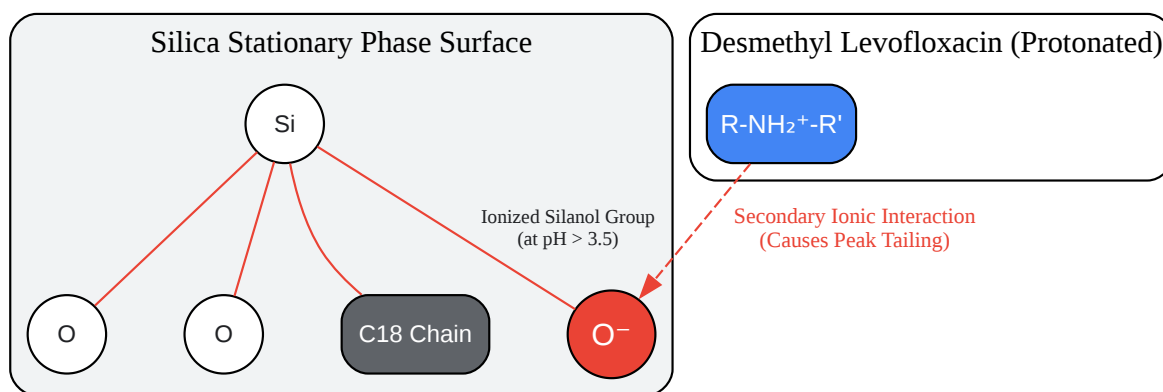 Silica Stationary Phase Surface
Desmethyl Levofloxacin (Protonated)
Si
R-NH₂⁺-R'
Ionized Silanol Group
(at pH > 3.5)
Secondary Ionic Interaction
(Causes Peak Tailing)
O
O
C18 Chain
O⁻